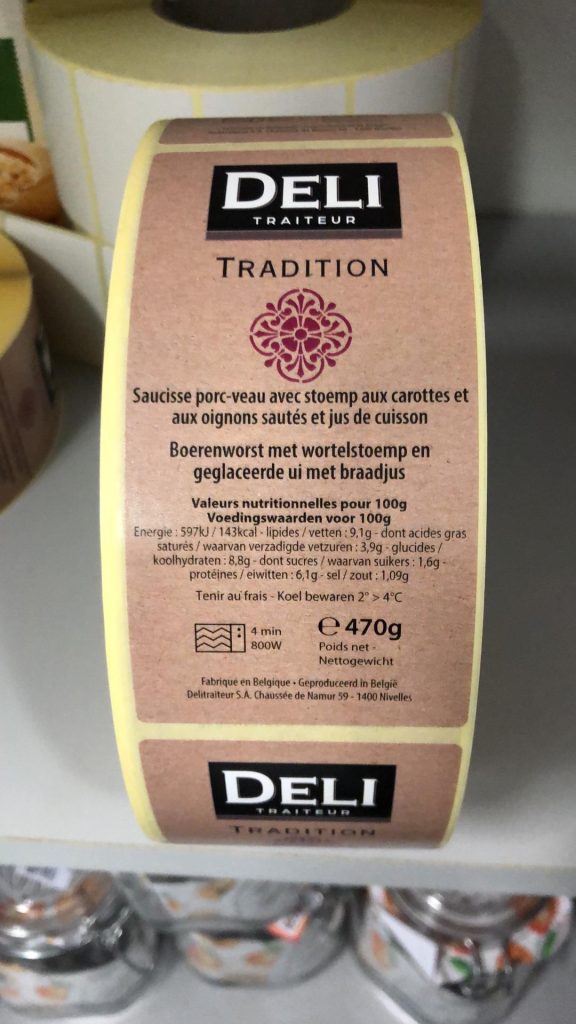 DELI
TRAITEUR
TRADITION
Saucisse porc-veau avec stoemp aux carottes et
aux oignons sautés et jus de cuisson
Boerenworst met wortelstoemp en
geglaceerde ui met braadjus
Valeurs nutritionnelles pour 100g
Voedingswaarden voor 100g
Energie : 597kJ / 143kcal - lipides / vetten : 9,1g - dont acides gras
saturés / waarvan verzadigde vetzuren : 3,9g - glucides /
koolhydraten : 8,8g - dont sucres / waarvan suikers : 1,6g -
protéines / eiwitten : 6,1g - sel / zout : 1,09g
Tenir au frais - Koel bewaren 2° > 4°C
4 min
800W
℮ 470g
Poids net -
Nettogewicht
Fabrique en Belgique • Geproduceerd in België
Delitraiteur S.A. Chaussée de Namur 59 - 1400 Nivelles
DELI
TRAITEUR
TRADITION